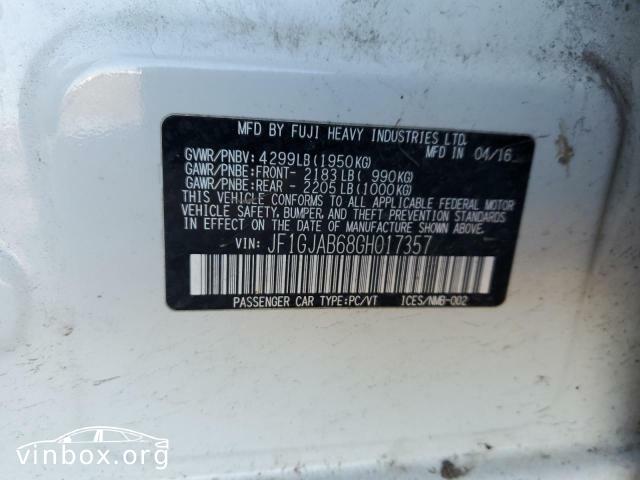 MFD BY FUJI HEAVY INDUSTRIES LTD.
MFD IN 04/16
GVWR/PNBV: 4299LB(1950KG)
GAWR/PNBE:FRONT- 2183LB( 990KG)
GAWR/PNBE:REAR - 2205LB(1000KG)
THIS VEHICLE CONFORMS TO ALL APPLICABLE FEDERAL MOTOR
VEHICLE SAFETY, BUMPER, AND THEFT PREVENTION STANDARDS
IN EFFECT ON THE DATE OF MANUFACTURE SHOWN ABOVE.
VIN: JF1GJAB68GH017357
PASSENGER CAR TYPE:PC/VT ICES/NMB-002
vinbox.org